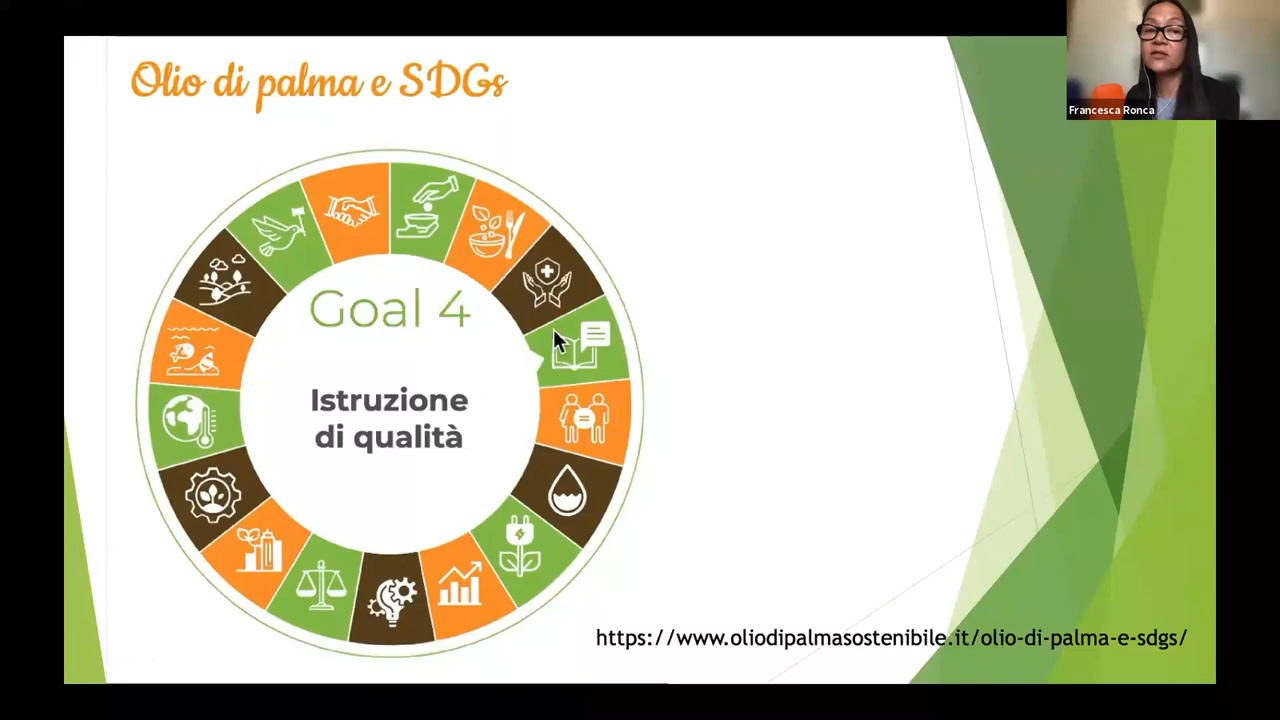 Olio di palma e SDGs
Francesca Ronca
Goal 4
Istruzione
di qualità
https://www.oliodipalmasostenibile.it/olio-di-palma-e-sdgs/